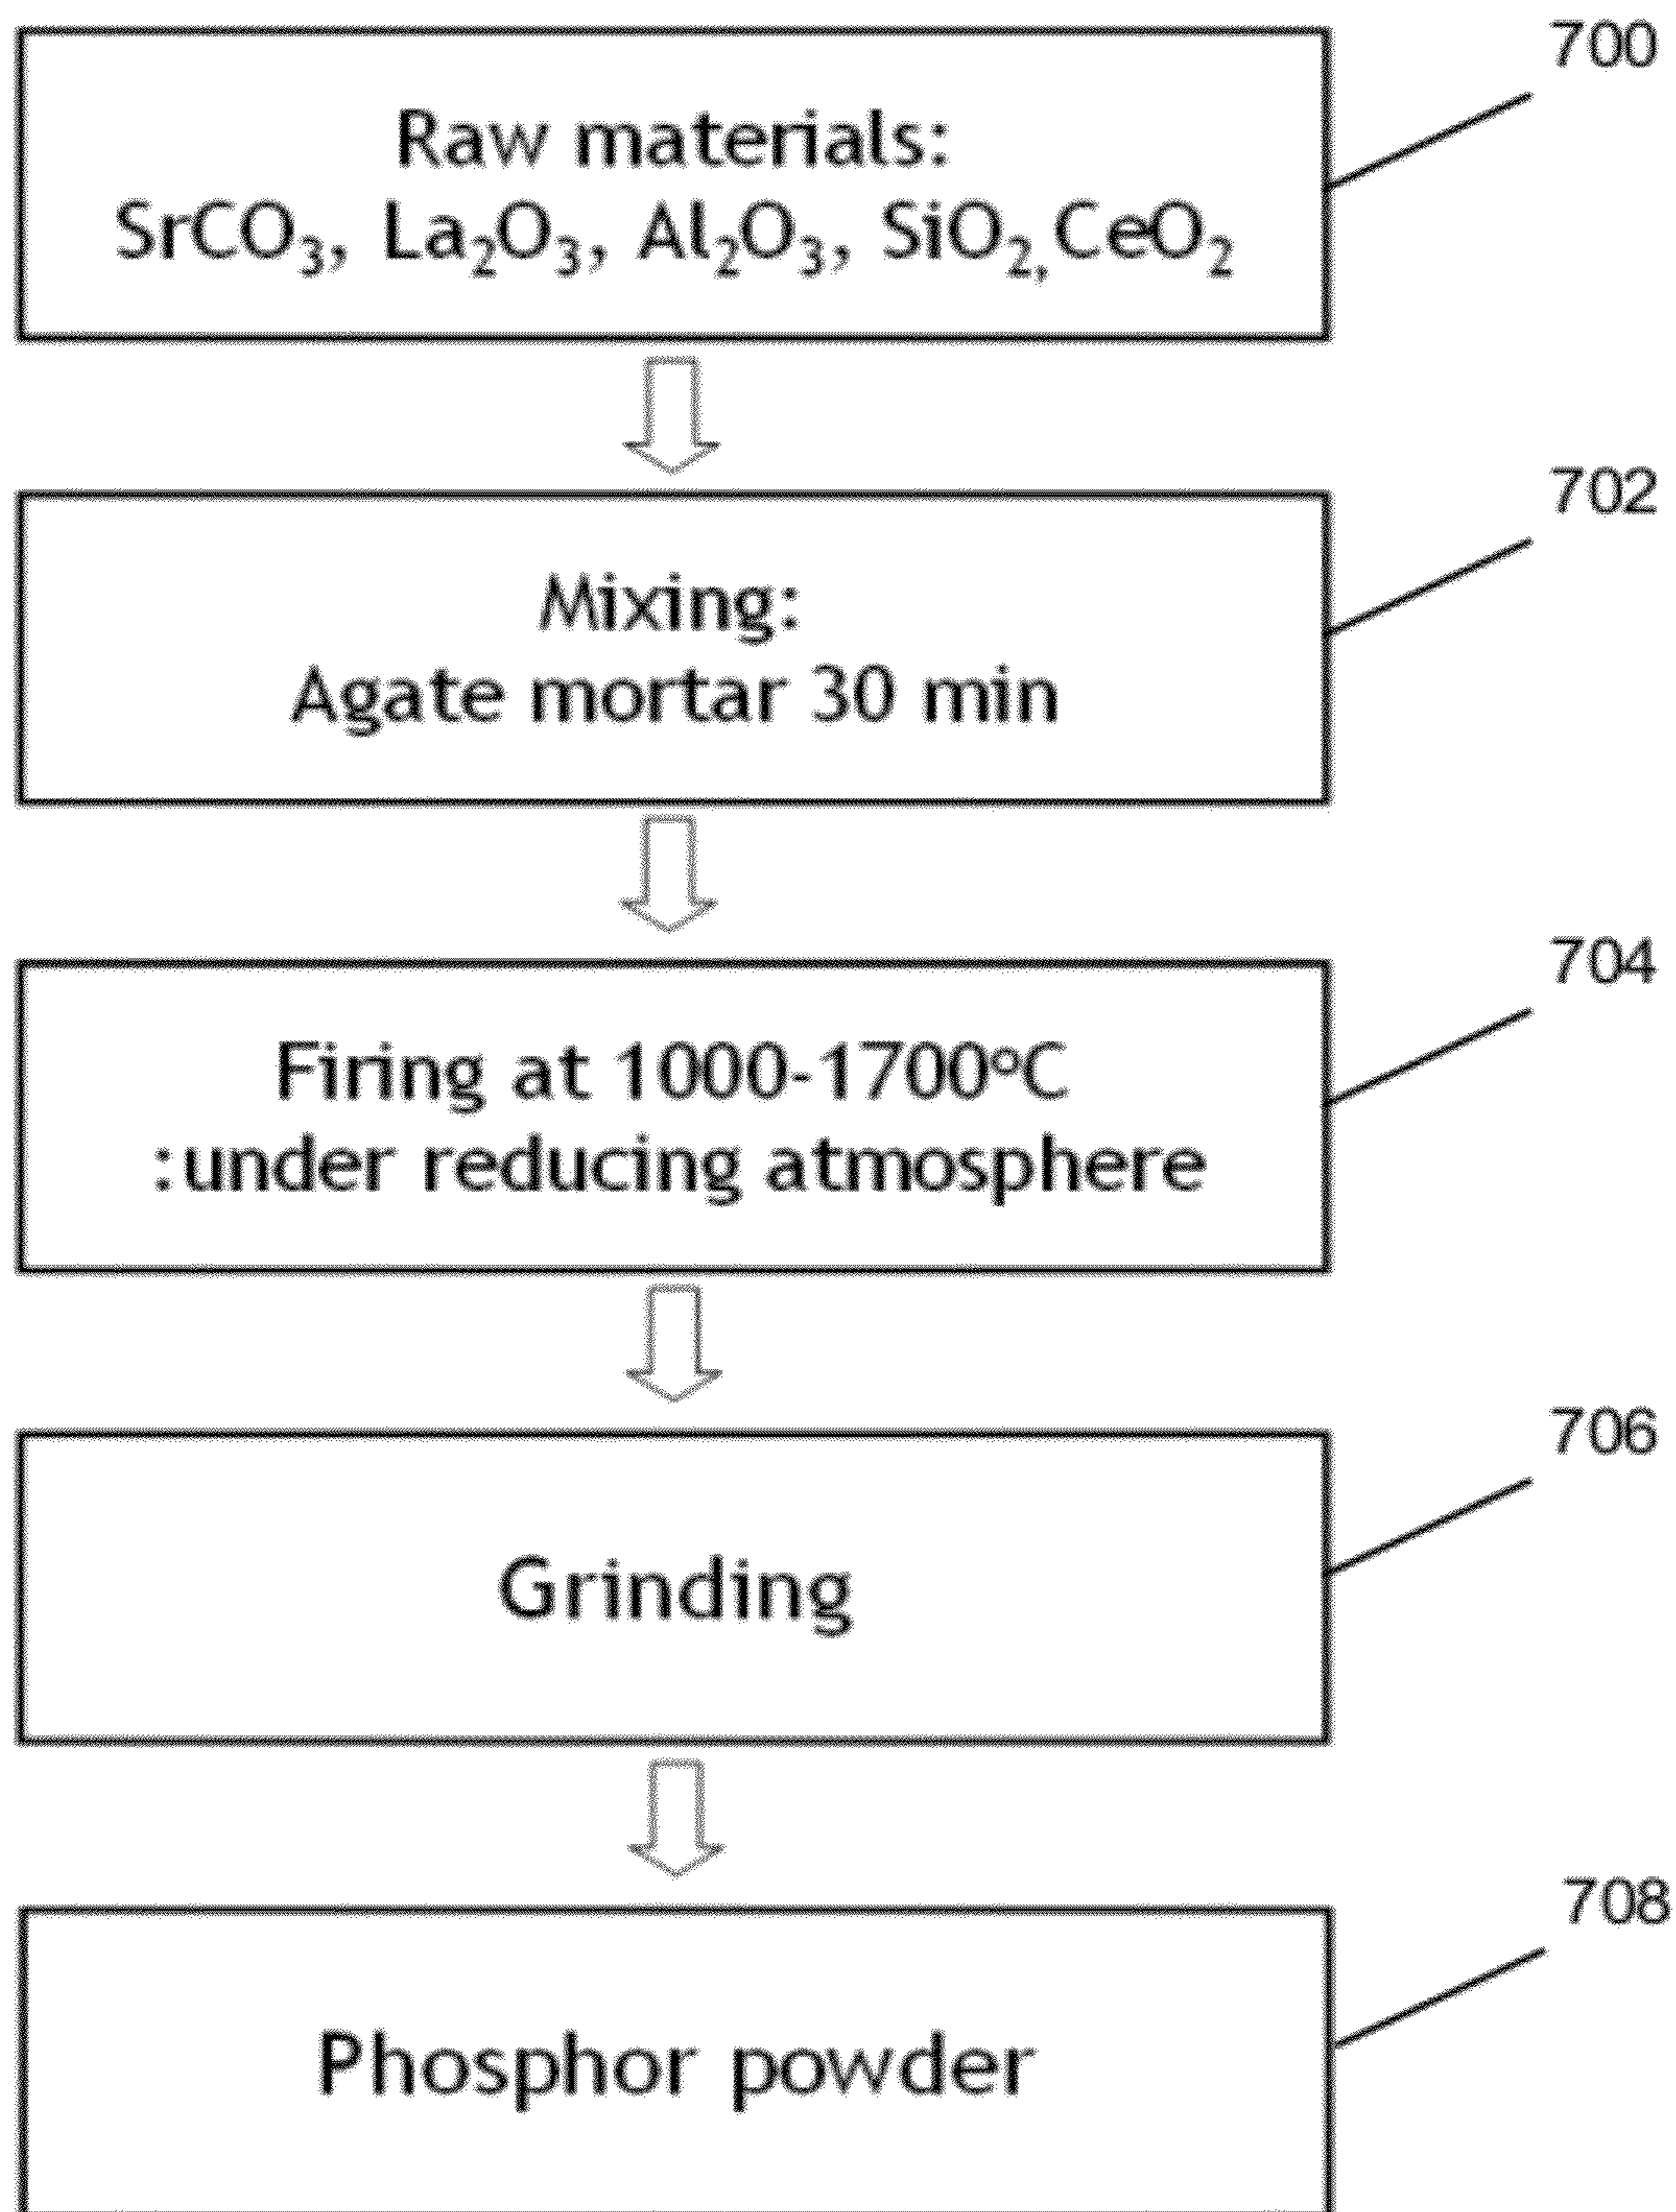 700
Raw materials:
SrCO₃, La₂O₃, Al₂O₃, SiO₂,CeO₂
702
Mixing:
Agate mortar 30 min
704
Firing at 1000-1700°C
:under reducing atmosphere
706
Grinding
708
Phosphor powder